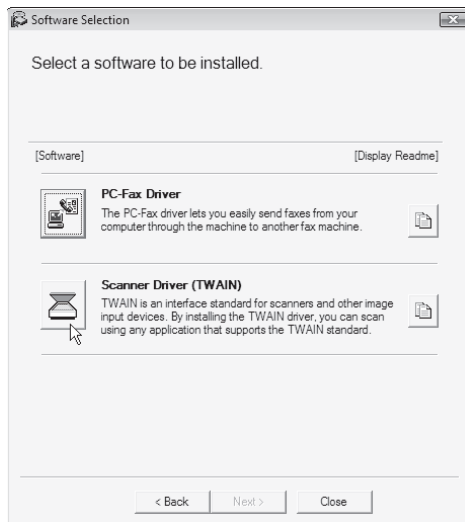 Software Selection
Select a software to be installed.
[Software] [Display Readme]
PC-Fax Driver
The PC-Fax driver lets you easily send faxes from your
computer through the machine to another fax machine.
Scanner Driver (TWAIN)
TWAIN is an interface standard for scanners and other image
input devices. By installing the TWAIN driver, you can scan
using any application that supports the TWAIN standard.
< Back Next > Close